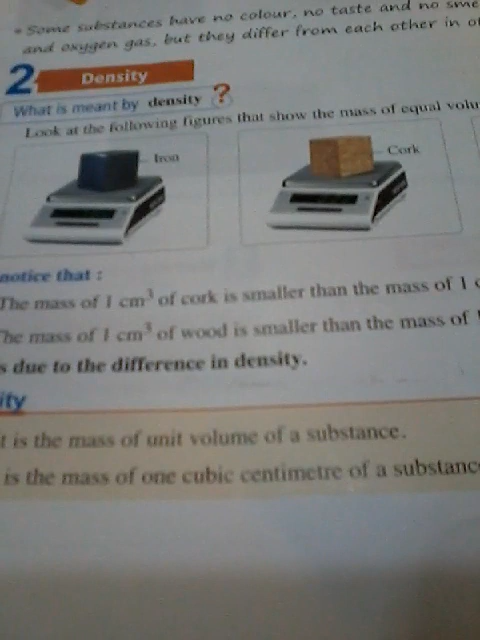 * Some substances have no colour, no taste and no sme
and oxygen gas, but they differ from each other in o
2 Density
What is meant by density ?
Look at the following figures that show the mass of equal volu
Iron
Cork
notice that :
The mass of 1 cm³ of cork is smaller than the mass of 1 c
The mass of 1 cm³ of wood is smaller than the mass of
s due to the difference in density.
ity
t is the mass of unit volume of a substance.
is the mass of one cubic centimetre of a substance